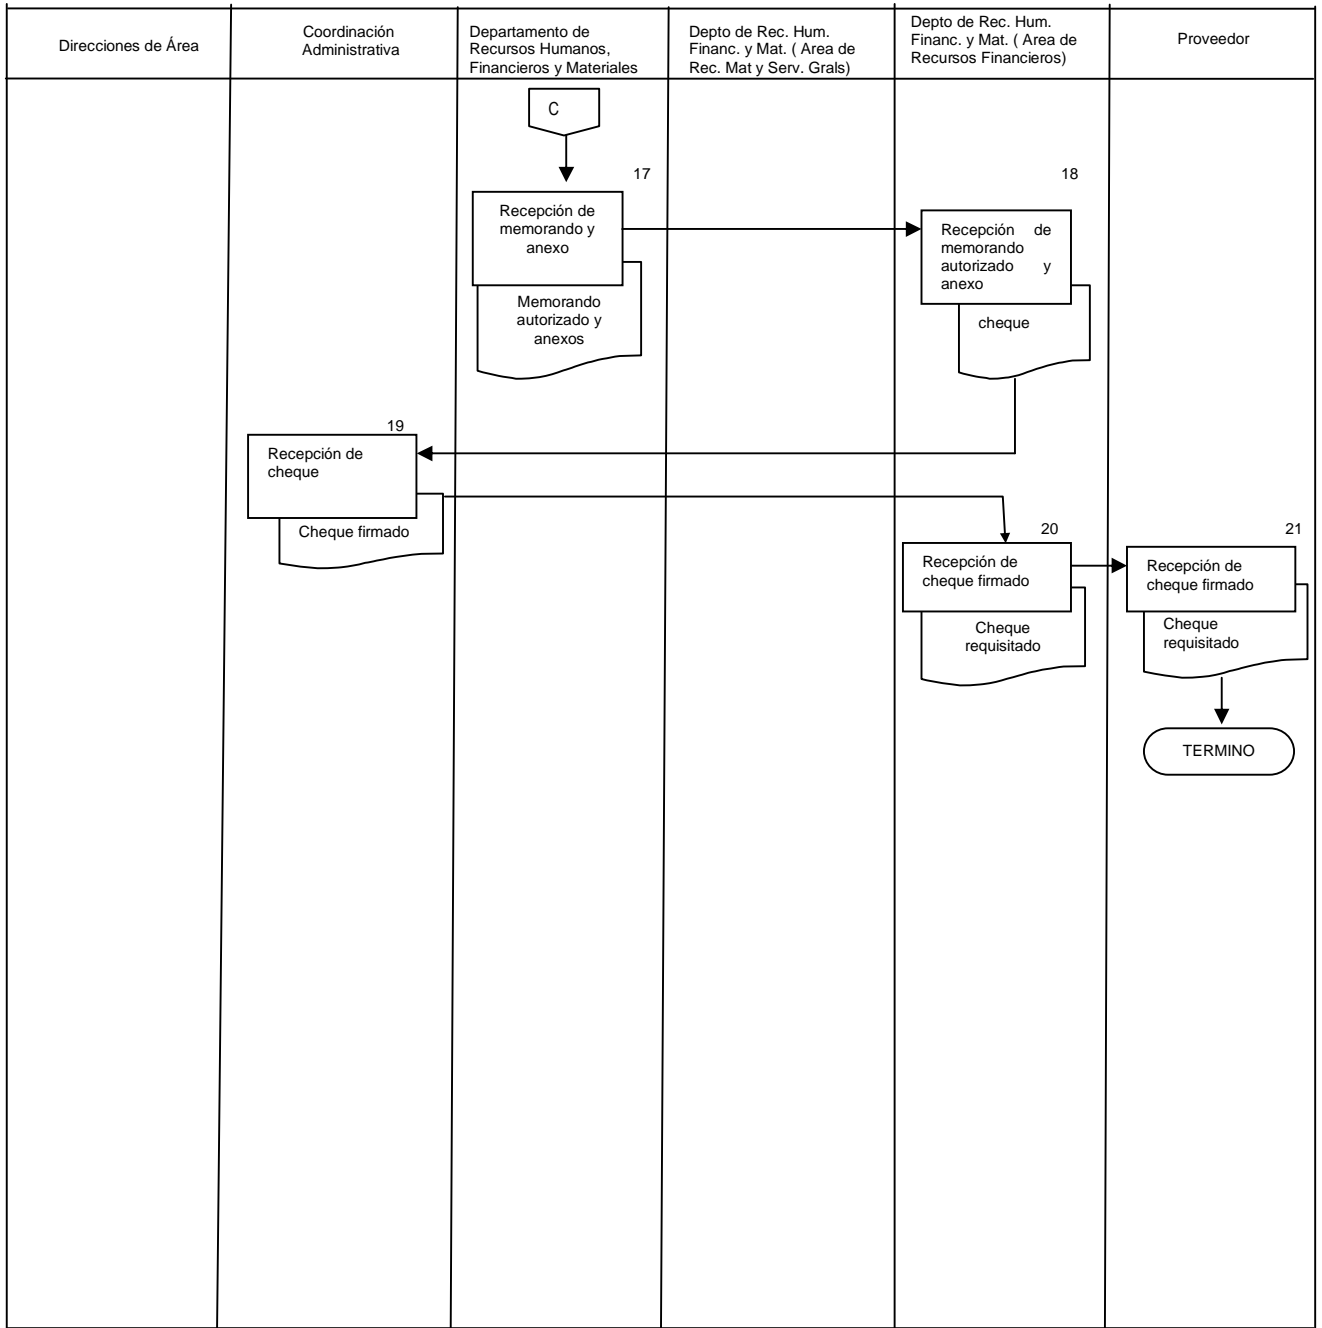 Direcciones de Área
Coordinación
Administrativa
Departamento de
Recursos Humanos,
Financieros y Materiales
Depto de Rec. Hum.
Financ. y Mat. ( Area de
Rec. Mat y Serv. Grals)
Depto de Rec. Hum.
Financ. y Mat. ( Area de
Recursos Financieros)
Proveedor
C
17
Recepción de
memorando y
anexo
Memorando
autorizado y
anexos
18
Recepción de
memorando
autorizado y
anexo
cheque
19
Recepción de
cheque
Cheque firmado
20
Recepción de
cheque firmado
Cheque
requisitado
21
Recepción de
cheque firmado
Cheque
requisitado
TERMINO